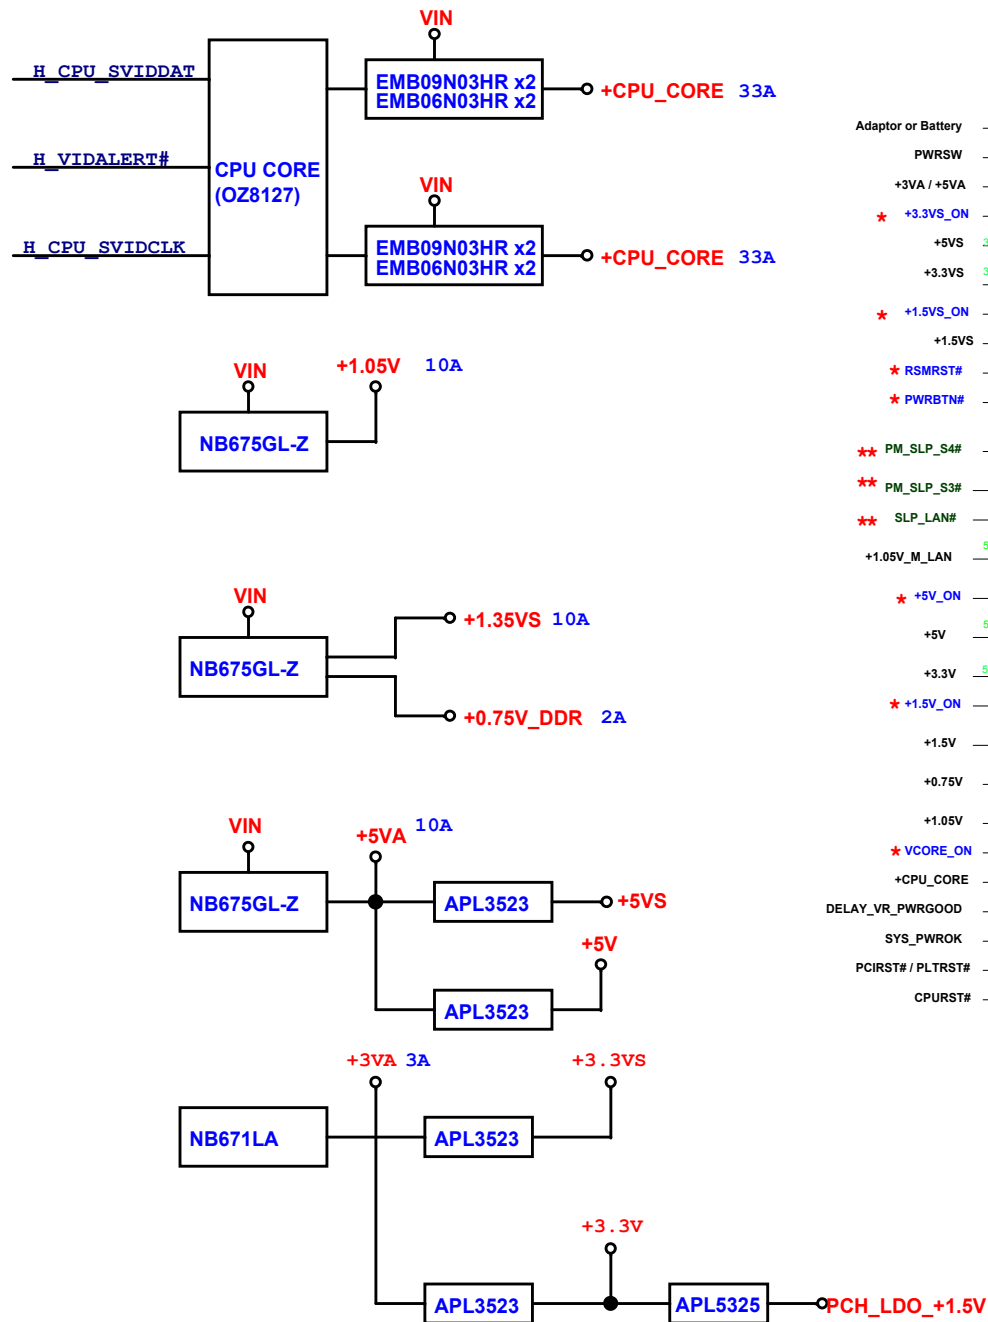 VIN
H_CPU_SVIDDAT
EMB09N03HR x2
EMB06N03HR x2
+CPU_CORE 33A
H_VIDALERT#
CPU CORE
(OZ8127)
VIN
H_CPU_SVIDCLK
EMB09N03HR x2
EMB06N03HR x2
+CPU_CORE 33A
VIN
+1.05V 10A
NB675GL-Z
VIN
+1.35VS 10A
NB675GL-Z
+0.75V_DDR 2A
VIN
+5VA 10A
NB675GL-Z
APL3523
+5VS
+5V
APL3523
+3VA 3A
+3.3VS
NB671LA
APL3523
+3.3V
APL3523
APL5325
PCH_LDO_+1.5V
Adaptor or Battery
PWRSW
+3VA / +5VA
* +3.3VS_ON
+5VS 3
+3.3VS 3
* +1.5VS_ON
+1.5VS
* RSMRST#
* PWRBTN#
** PM_SLP_S4#
** PM_SLP_S3#
** SLP_LAN#
+1.05V_M_LAN 5
* +5V_ON
+5V 5
+3.3V 5
* +1.5V_ON
+1.5V
+0.75V
+1.05V
* VCORE_ON
+CPU_CORE
DELAY_VR_PWRGOOD
SYS_PWROK
PCIRST# / PLTRST#
CPURST#